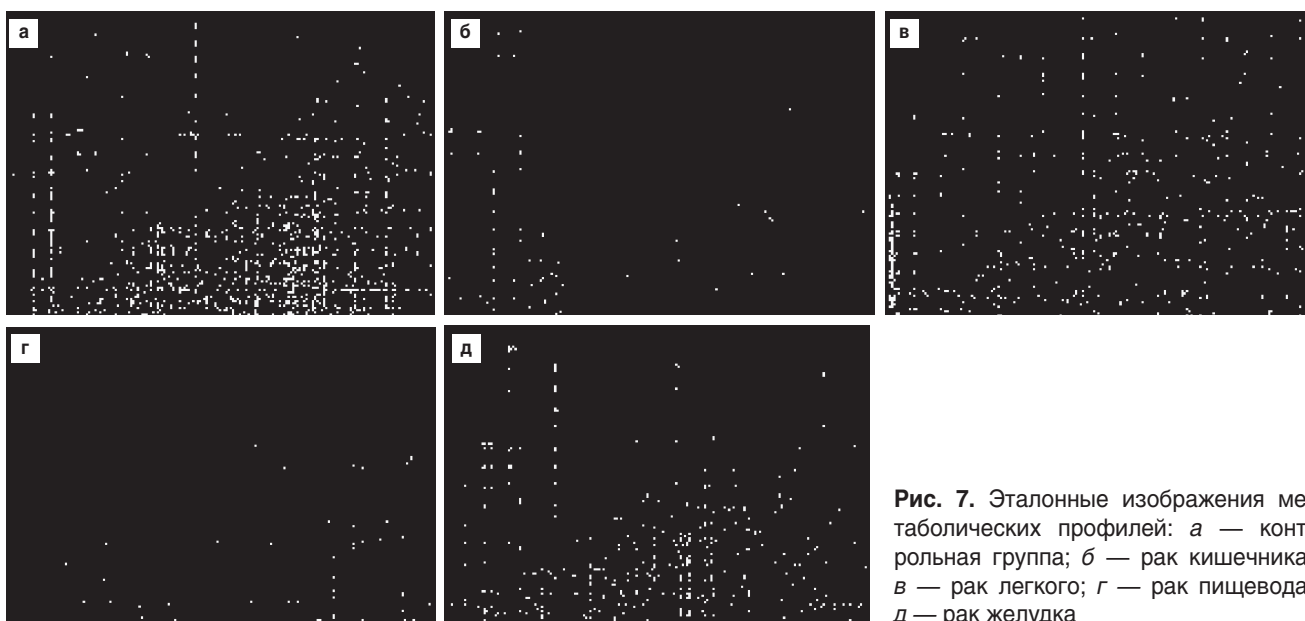 а
б
в
г
д
Рис. 7. Эталонные изображения ме
таболических профилей: а — конт
рольная группа; б — рак кишечника
в — рак легкого; г — рак пищевода
д — рак желудка